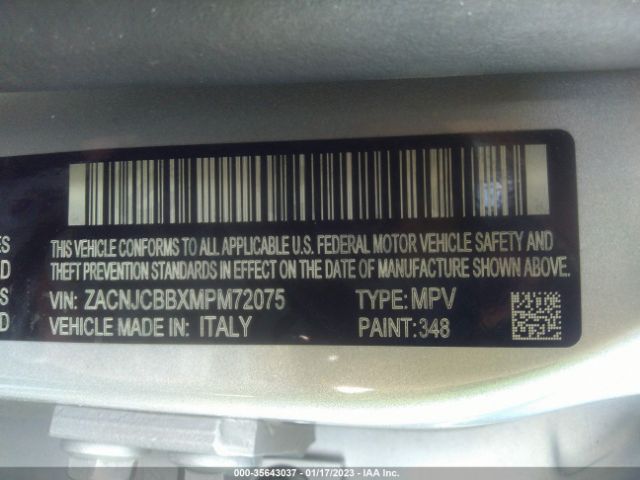 ES
THIS VEHICLE CONFORMS TO ALL APPLICABLE U.S. FEDERAL MOTOR VEHICLE SAFETY AND
D THEFT PREVENTION STANDARDS IN EFFECT ON THE DATE OF MANUFACTURE SHOWN ABOVE.
S VIN: ZACNJCBBXMPM72075 TYPE: MPV
D VEHICLE MADE IN: ITALY PAINT: 348
000-35643037 - 01/17/2023 - IAA Inc.